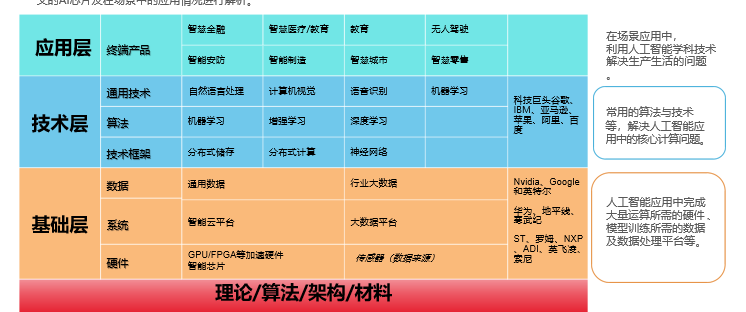 义的AI芯片及在场景中的应用情况进行解析。
应用层
终端产品
智慧金融
智慧医疗/教育
教育
无人驾驶
智能安防
智能制造
智慧城市
智慧零售
在场景应用中，
利用人工智能学科技术
解决生产生活的问题
。
技术层
通用技术
自然语言处理
计算机视觉
语音识别
机器学习
算法
机器学习
增强学习
深度学习
技术框架
分布式储存
分布式计算
神经网络
科技巨头谷歌、
IBM、亚马逊、
苹果、阿里、百
度
常用的算法与技术
等，解决人工智能应
用中的核心计算问题。
基础层
数据
通用数据
行业大数据
系统
智能云平台
大数据平台
硬件
GPU/FPGA等加速硬件
智能芯片
传感器（数据来源）
Nvidia、Google
和英特尔
华为、地平线、
寒武纪
ST、罗姆、NXP
、ADI、英飞凌、
索尼
人工智能应用中完成
大量运算所需的硬件、
模型训练所需的数据
及数据处理平台等。
理论/算法/架构/材料